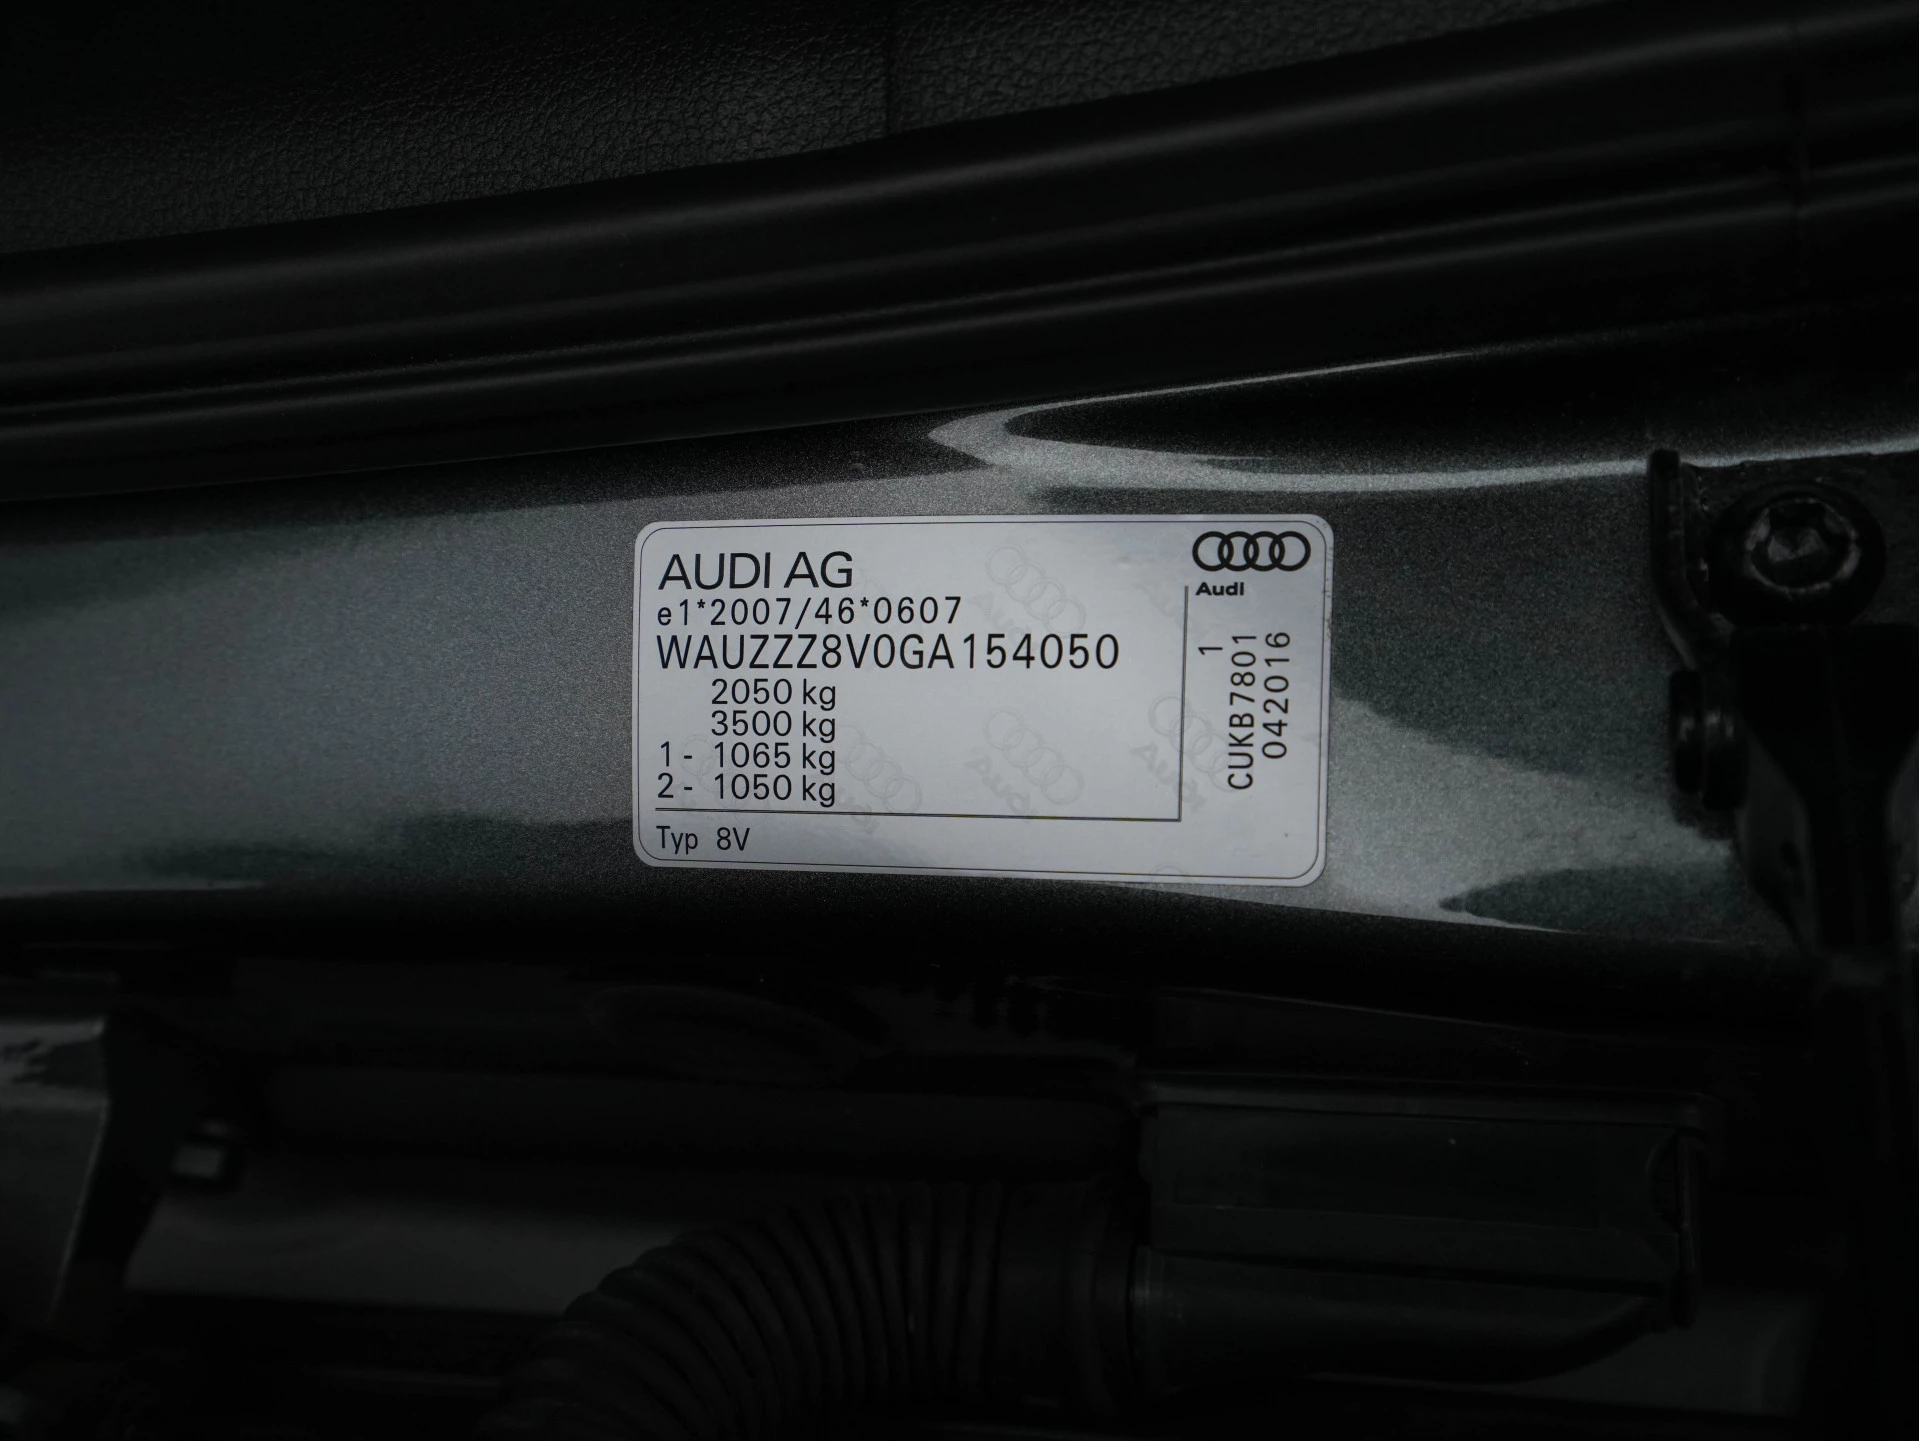 AUDI AG
e1*2007/46*0607
WAUZZZ8V0GA154050
2050 kg
3500 kg
1 - 1065 kg
2 - 1050 kg
Typ 8V
Audi
1
CUKB7801
042016